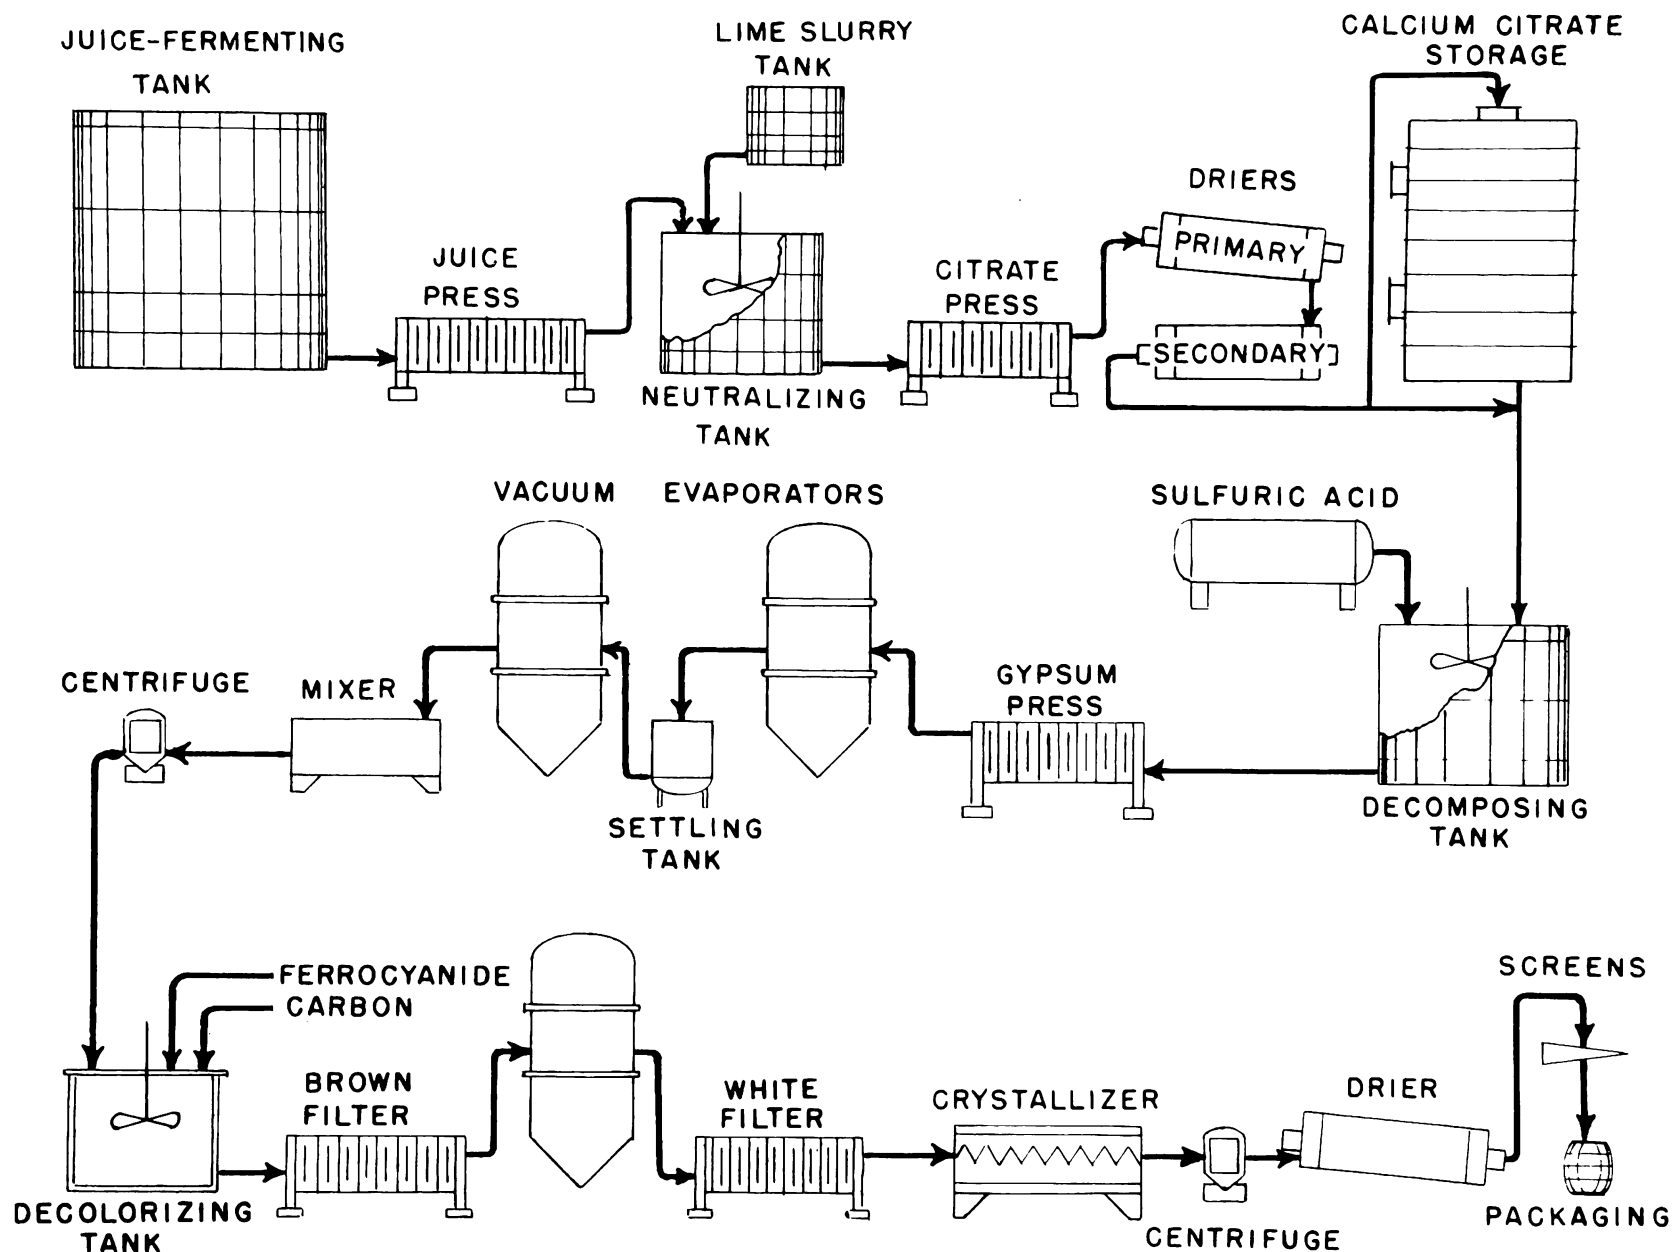 JUICE-FERMENTING
TANK
LIME SLURRY
TANK
CALCIUM CITRATE
STORAGE
JUICE
PRESS
NEUTRALIZING
TANK
CITRATE
PRESS
DRIERS
PRIMARY
SECONDARY
VACUUM EVAPORATORS
SULFURIC ACID
CENTRIFUGE
MIXER
SETTLING
TANK
GYPSUM
PRESS
DECOMPOSING
TANK
FERROCYANIDE
CARBON
DECOLORIZING
TANK
BROWN
FILTER
WHITE
FILTER
CRYSTALLIZER
CENTRIFUGE
DRIER
SCREENS
PACKAGING